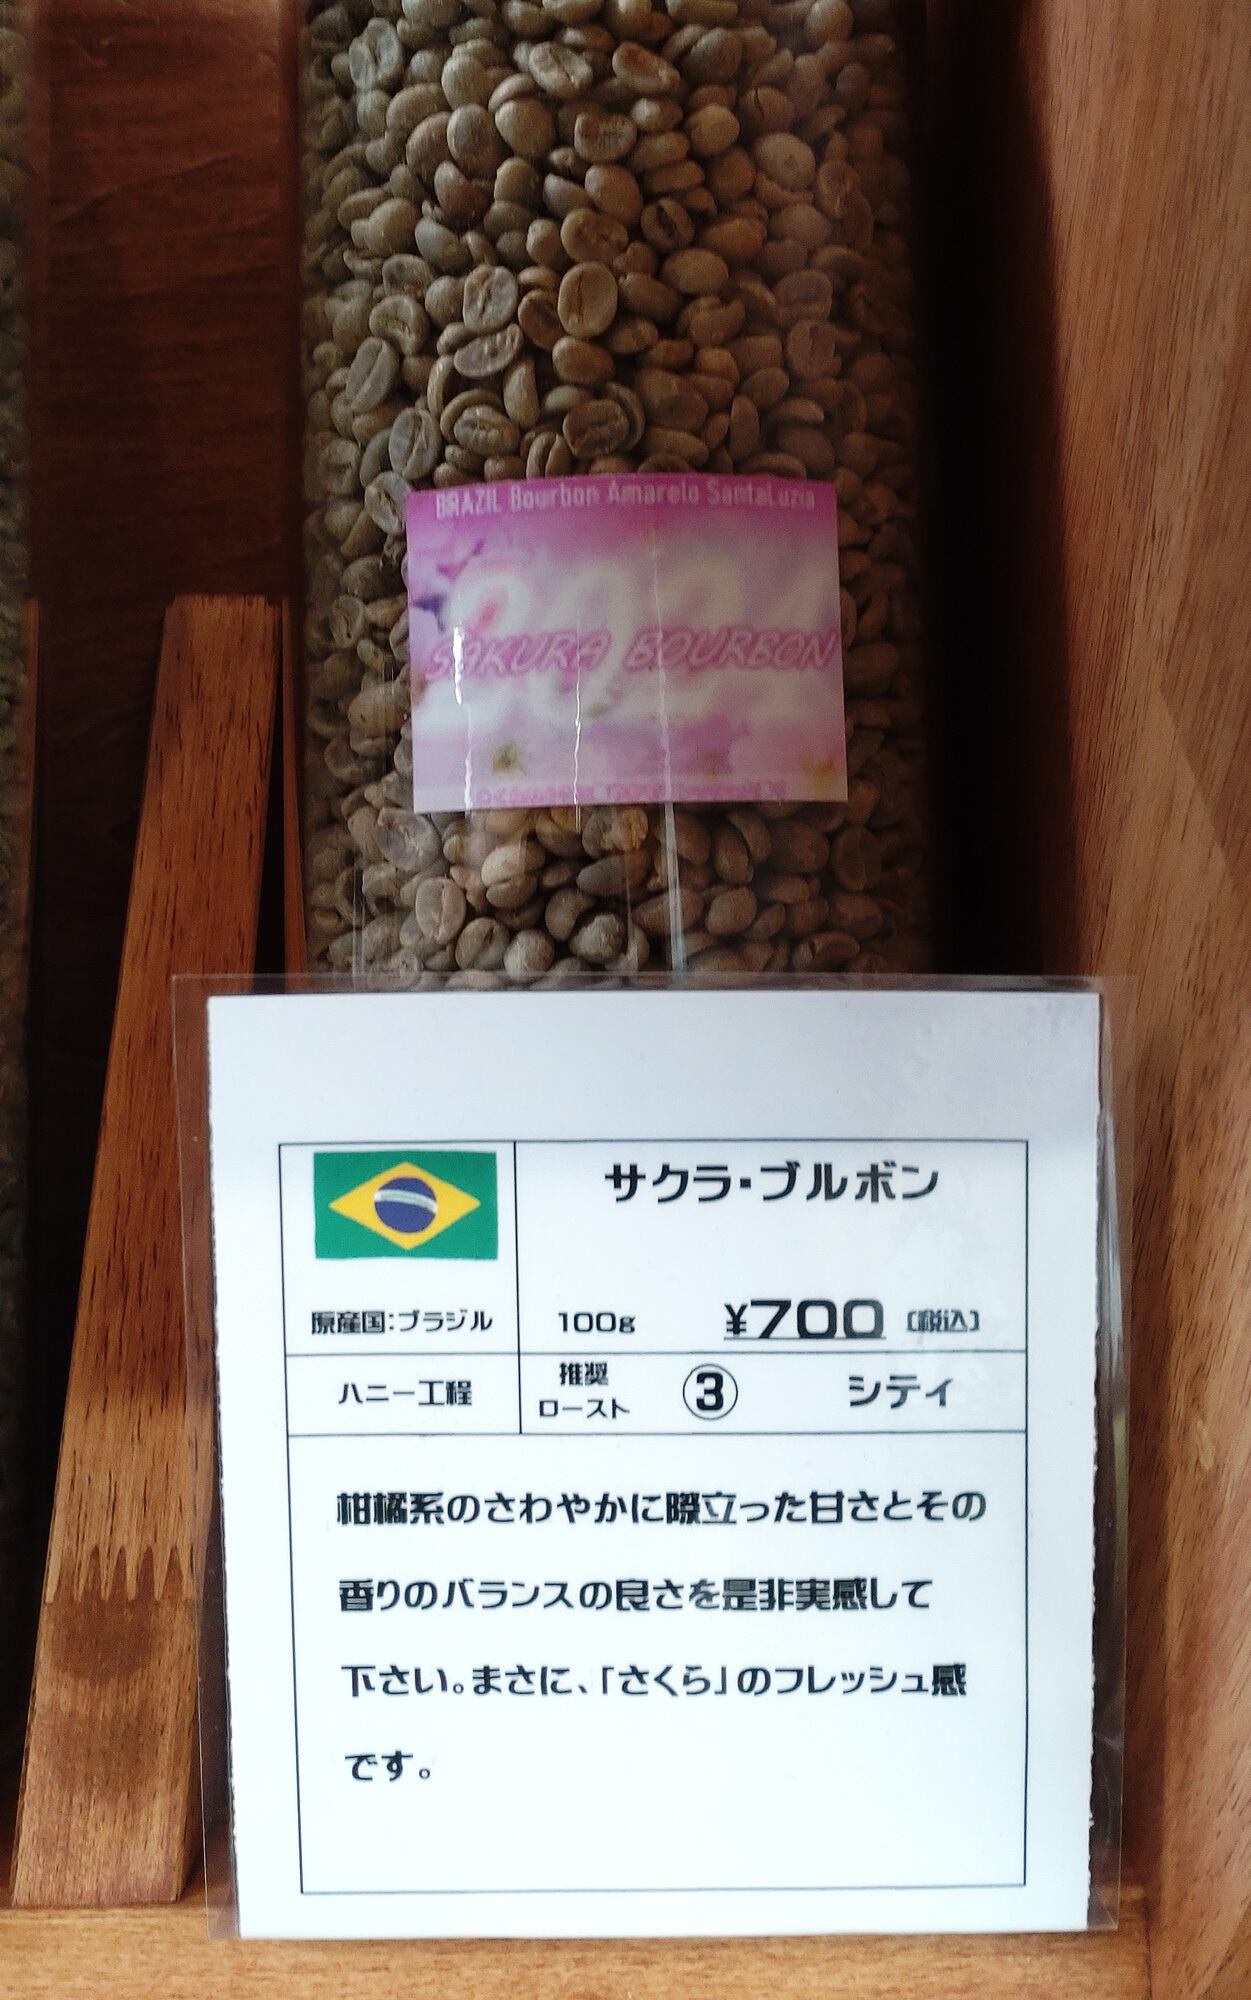 BRAZIL Bourbon Amarelo SantaLuzia
2021
SAKURA BOURBON
サクラ・ブルボン
原産国:ブラジル
100g ¥700 〔税込〕
ハニー工程
推奨
ロースト ③ シティ
柑橘系のさわやかに際立った甘さとその
香りのバランスの良さを是非実感して
下さい。まさに、「さくら」のフレッシュ感
です。